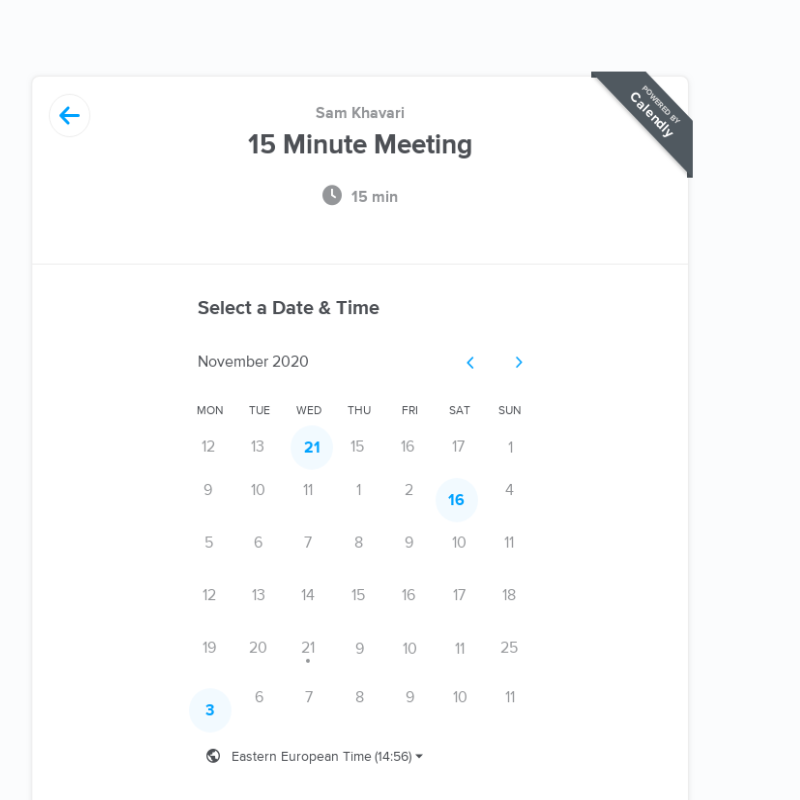 POWERED BY
Calendly
Sam Khavari
15 Minute Meeting
15 min
Select a Date & Time
November 2020
MON TUE WED THU FRI SAT SUN
12 13 21 15 16 17 1
9 10 11 1 2 16 4
5 6 7 8 9 10 11
12 13 14 15 16 17 18
19 20 21 9 10 11 25
3 6 7 8 9 10 11
Eastern European Time (14:56)